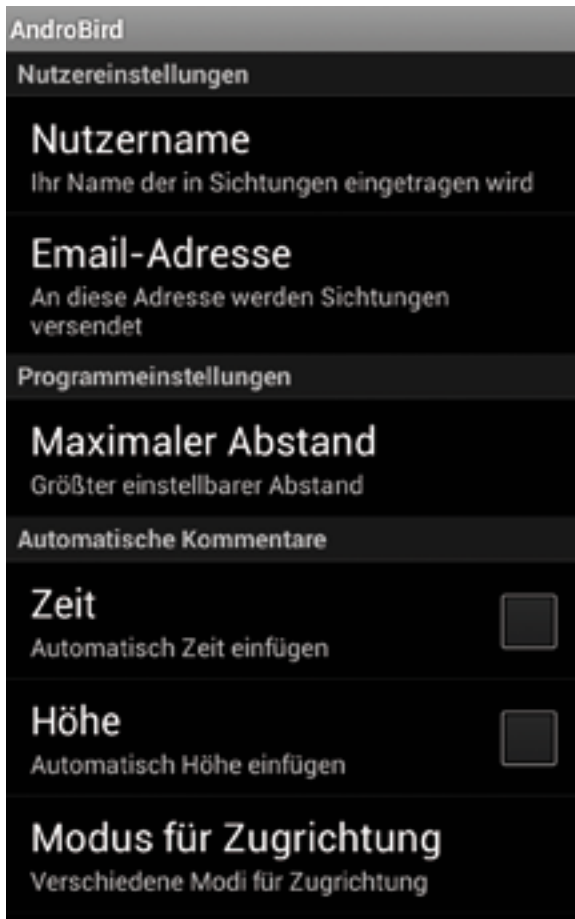 AndroBird
Nutzereinstellungen
Nutzername
Ihr Name der in Sichtungen eingetragen wird
Email-Adresse
An diese Adresse werden Sichtungen
versendet
Programmeinstellungen
Maximaler Abstand
Größter einstellbarer Abstand
Automatische Kommentare
Zeit
Automatisch Zeit einfügen
Höhe
Automatisch Höhe einfügen
Modus für Zugrichtung
Verschiedene Modi für Zugrichtung